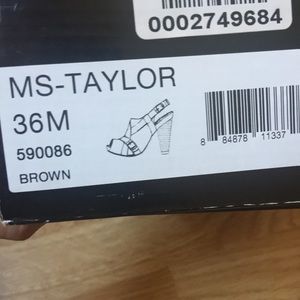 0002749684
MS-TAYLOR
36M
590086
BROWN
8 84878 11337